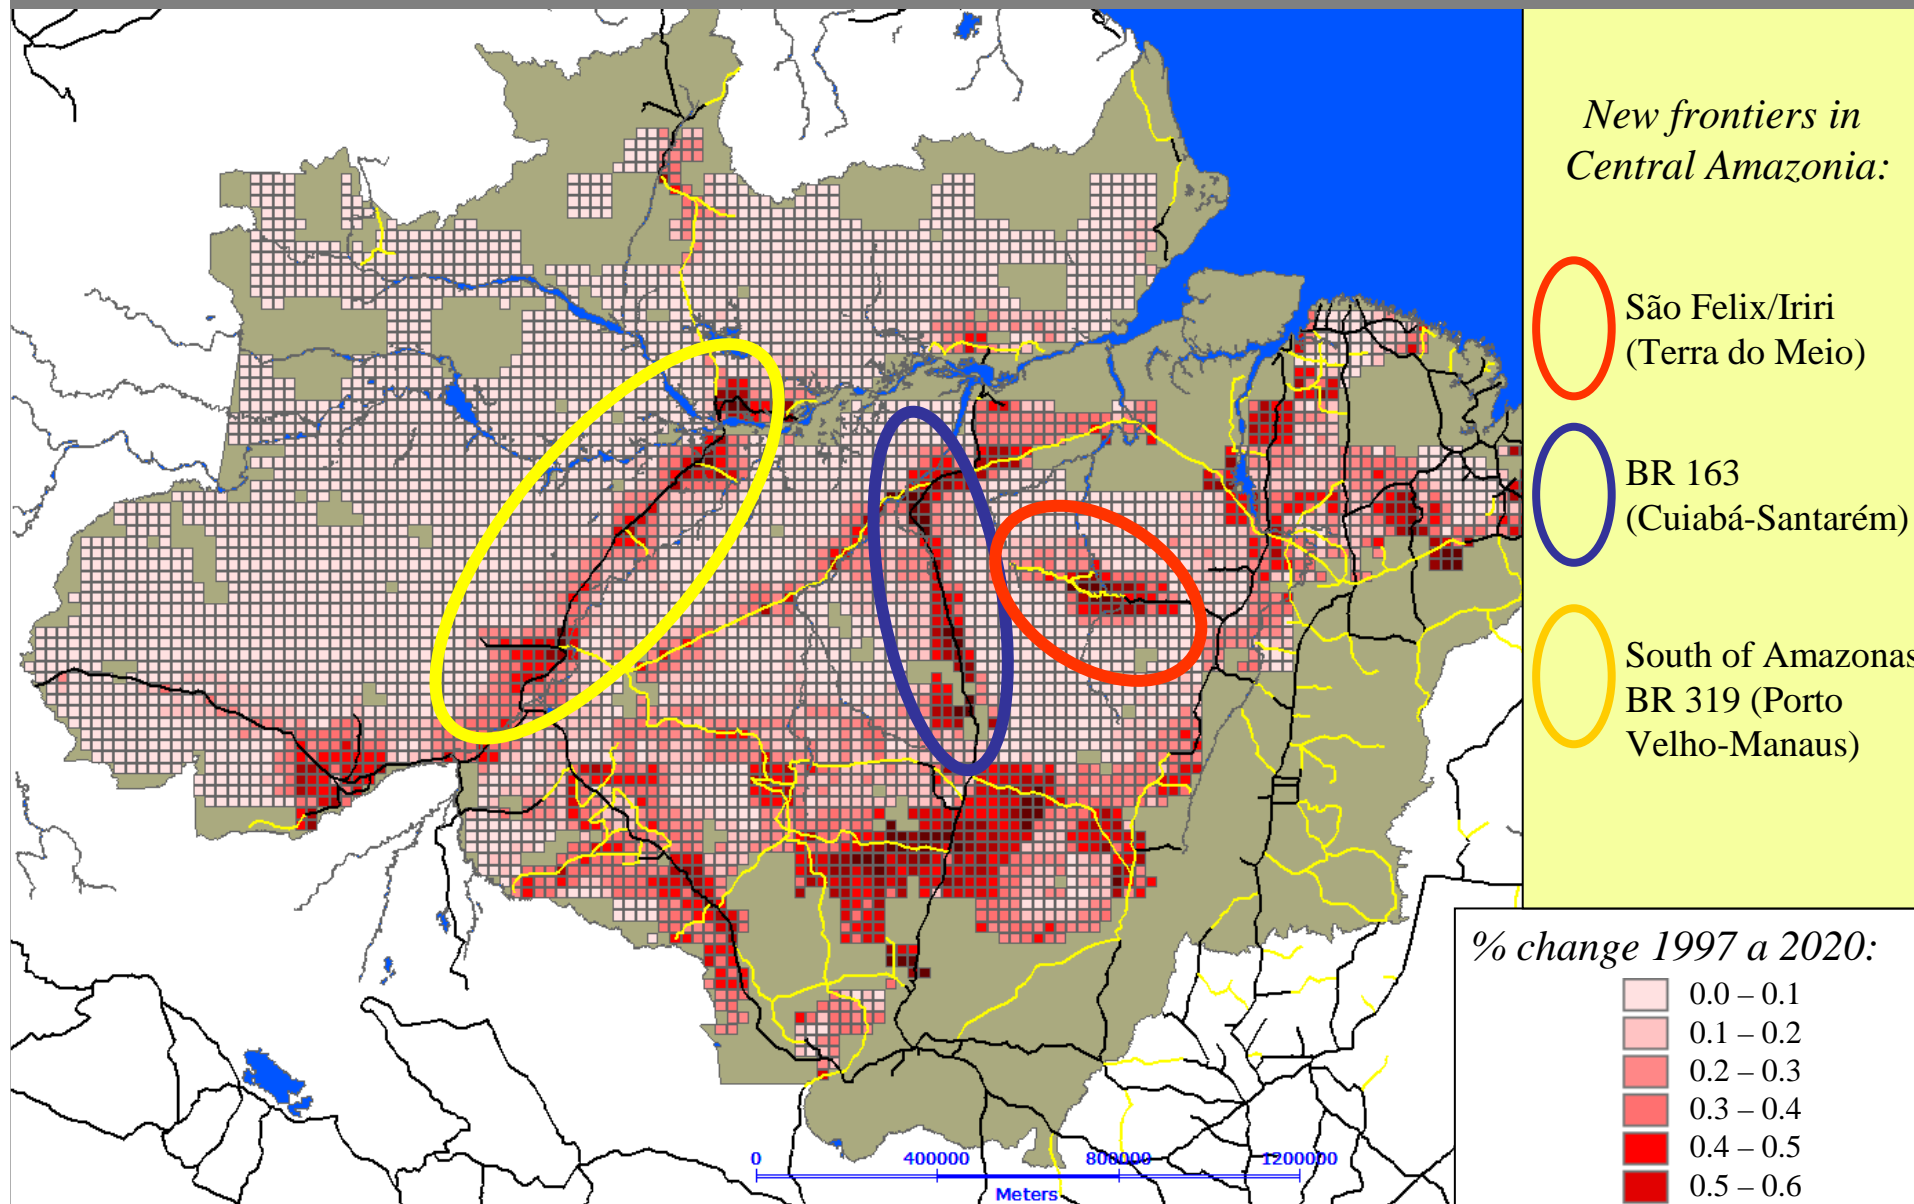 New frontiers in
Central Amazonia:
São Felix/Iriri
(Terra do Meio)
BR 163
(Cuiabá-Santarém)
South of Amazonas
BR 319 (Porto
Velho-Manaus)
% change 1997 a 2020:
0.0 – 0.1
0.1 – 0.2
0.2 – 0.3
0.3 – 0.4
0.4 – 0.5
0.5 – 0.6
0 400000 800000 1200000
Meters